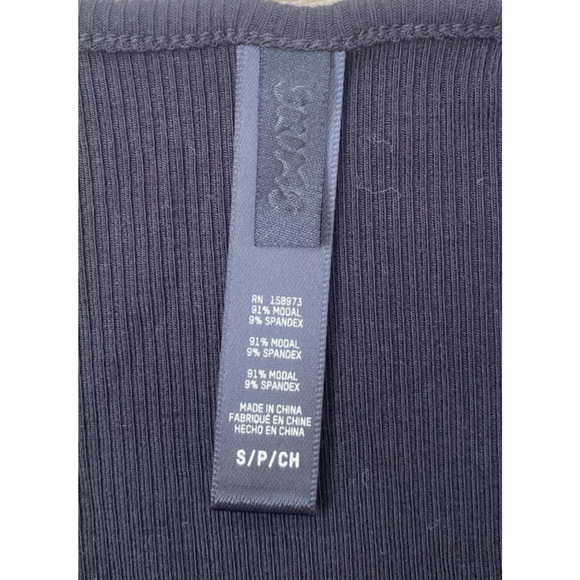 SKIMS
RN 158973
91% MODAL
9% SPANDEX
91% MODAL
9% SPANDEX
91% MODAL
9% SPANDEX
MADE IN CHINA
FABRIQUÉ EN CHINE
HECHO EN CHINA
S/P/CH